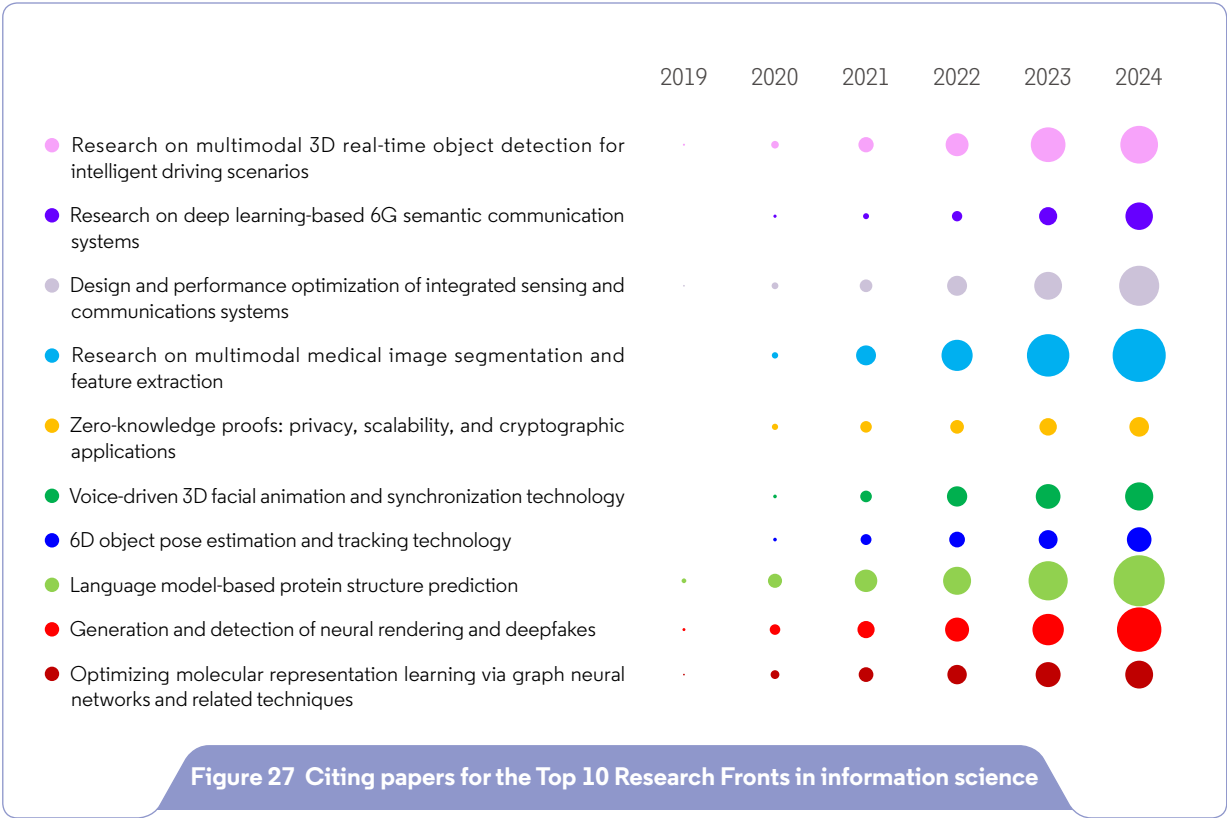 2019 2020 2021 2022 2023 2024
Research on multimodal 3D real-time object detection for
intelligent driving scenarios
Research on deep learning-based 6G semantic communication
systems
Design and performance optimization of integrated sensing and
communications systems
Research on multimodal medical image segmentation and
feature extraction
Zero-knowledge proofs: privacy, scalability, and cryptographic
applications
Voice-driven 3D facial animation and synchronization technology
6D object pose estimation and tracking technology
Language model-based protein structure prediction
Generation and detection of neural rendering and deepfakes
Optimizing molecular representation learning via graph neural
networks and related techniques
Figure 27 Citing papers for the Top 10 Research Fronts in information science